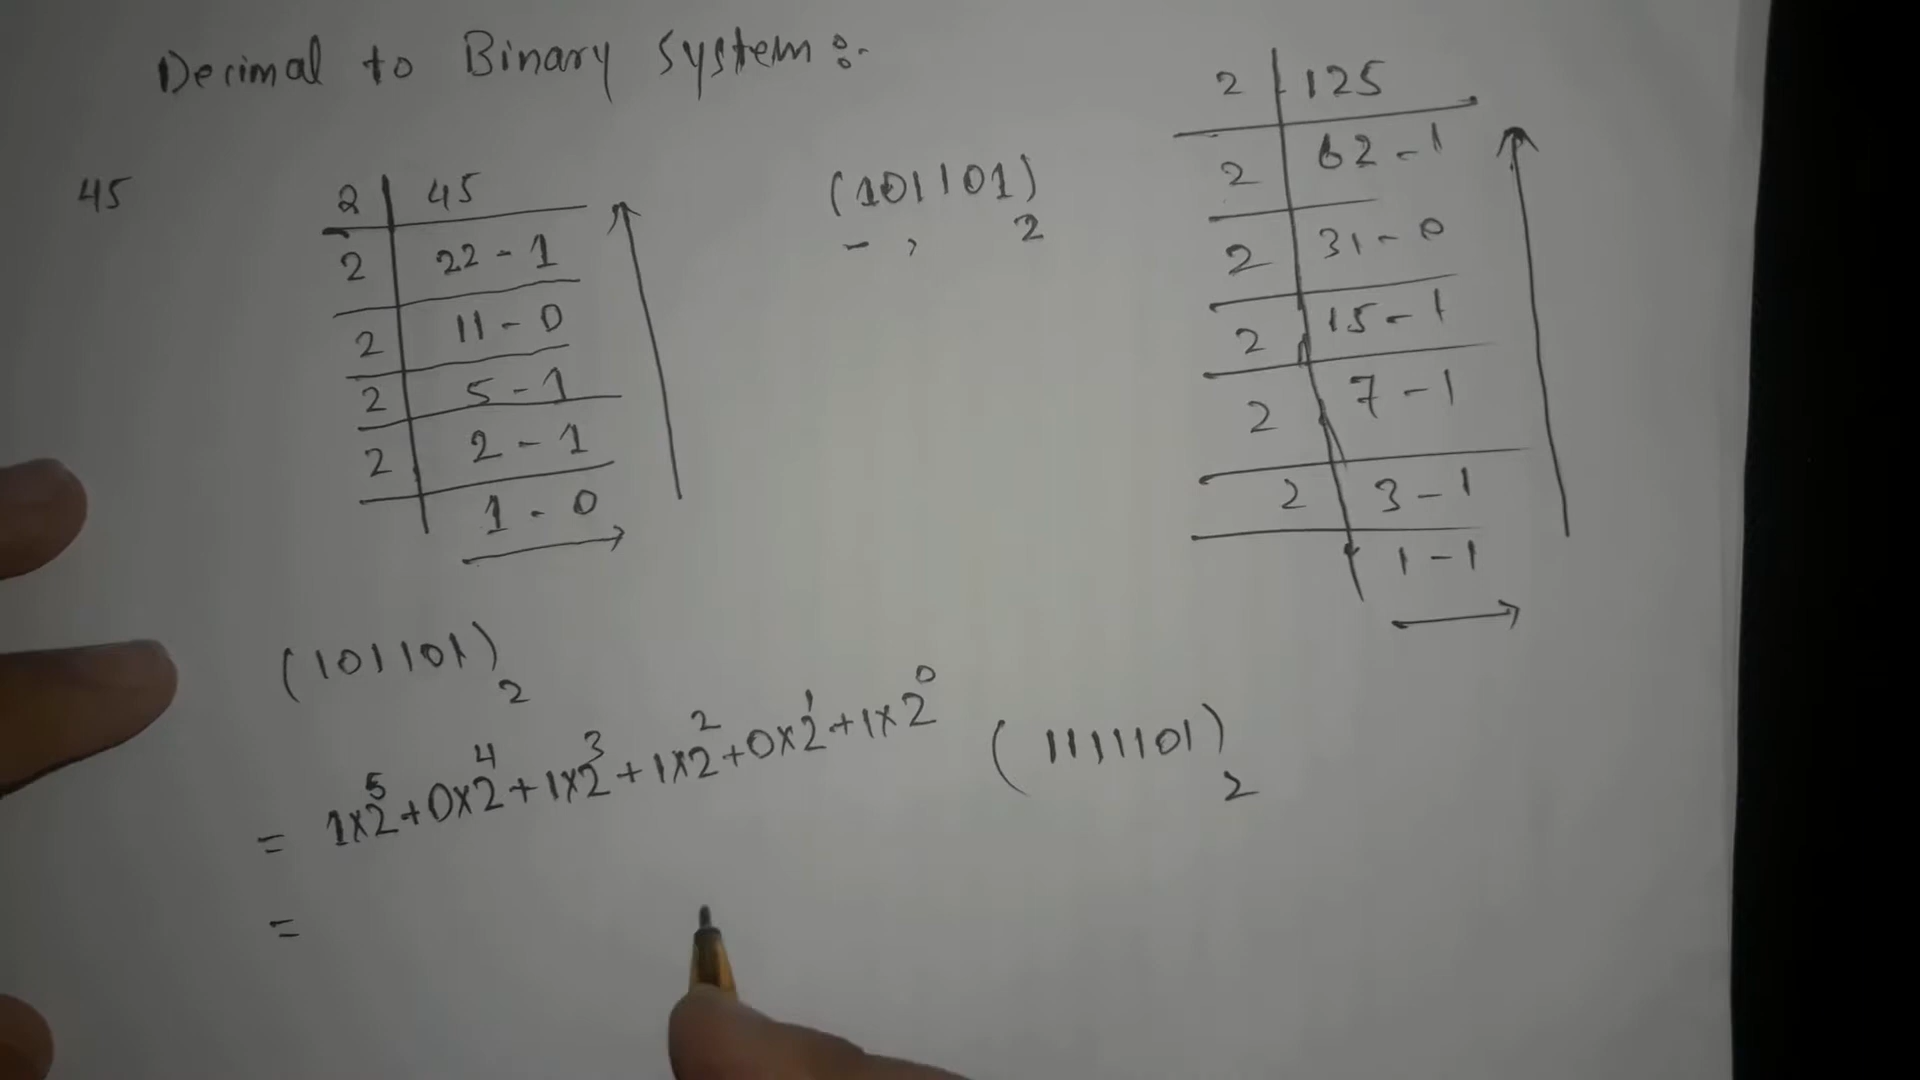 Decimal to Binary System :-
45
2 | 45
2 | 22 - 1
2 | 11 - 0
2 | 5 - 1
2 | 2 - 1
1 - 0
(101101)2
2 | 125
2 | 62 - 1
2 | 31 - 0
2 | 15 - 1
2 | 7 - 1
2 | 3 - 1
1 - 1
(101101)2
= 1×2^5+0×2^4+1×2^3+1×2^2+0×2^1+1×2^0
=
(1111101)2